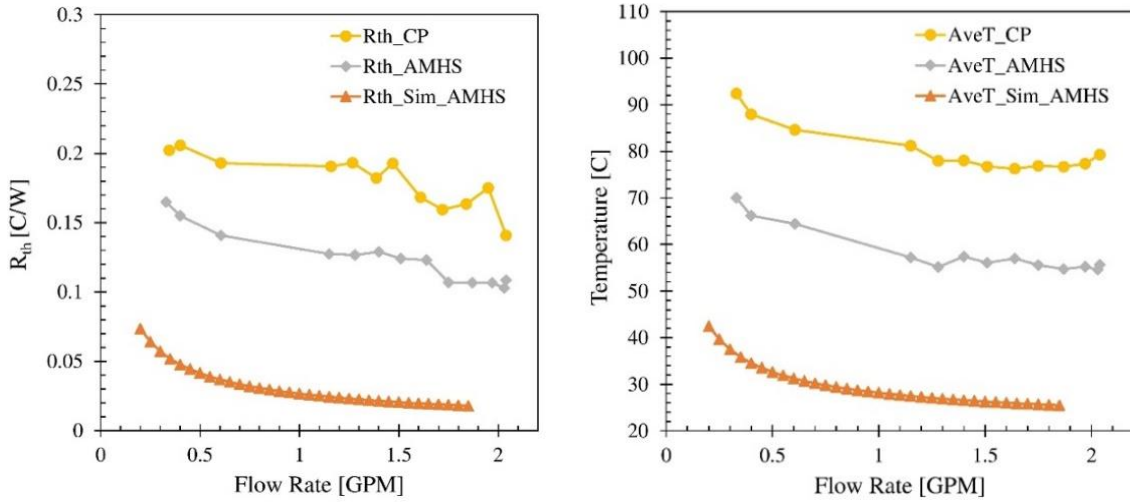 0.3
0.25
0.2
0.15
0.1
0.05
0
R_th [C/W]
Rth_CP
Rth_AMHS
Rth_Sim_AMHS
0 0.5 1 1.5 2
Flow Rate [GPM]
110
100
90
80
70
60
50
40
30
20
Temperature [C]
AveT_CP
AveT_AMHS
AveT_Sim_AMHS
0 0.5 1 1.5 2
Flow Rate [GPM]